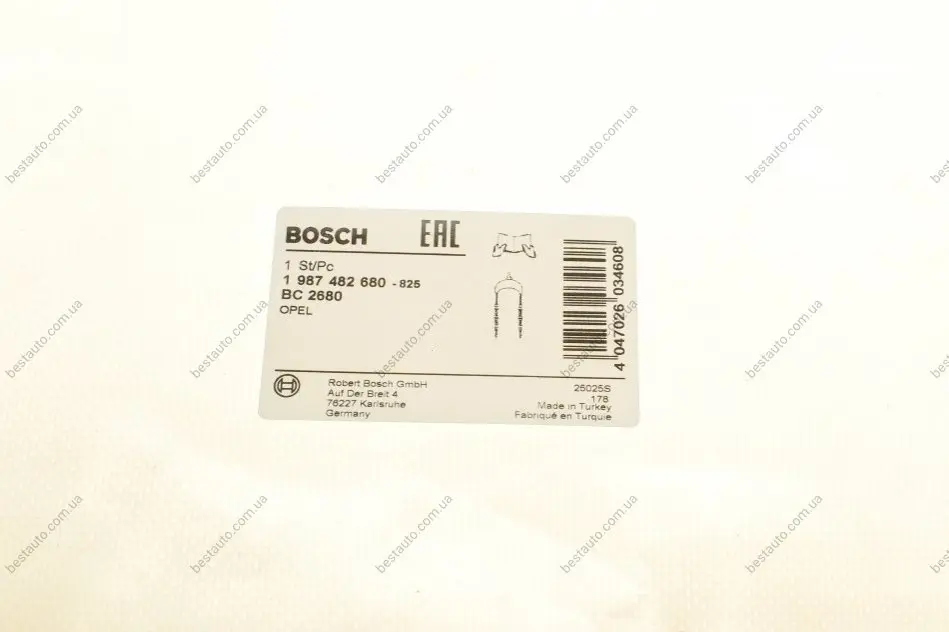 BOSCH
EAC
1 St/Pc
1 987 482 680 - 825
BC 2680
OPEL
4 047026 034608
Robert Bosch GmbH
Auf Der Breit 4
76227 Karlsruhe
Germany
25025S
178
Made in Turkey
Fabriqué en Turquie
bestauto.com.ua